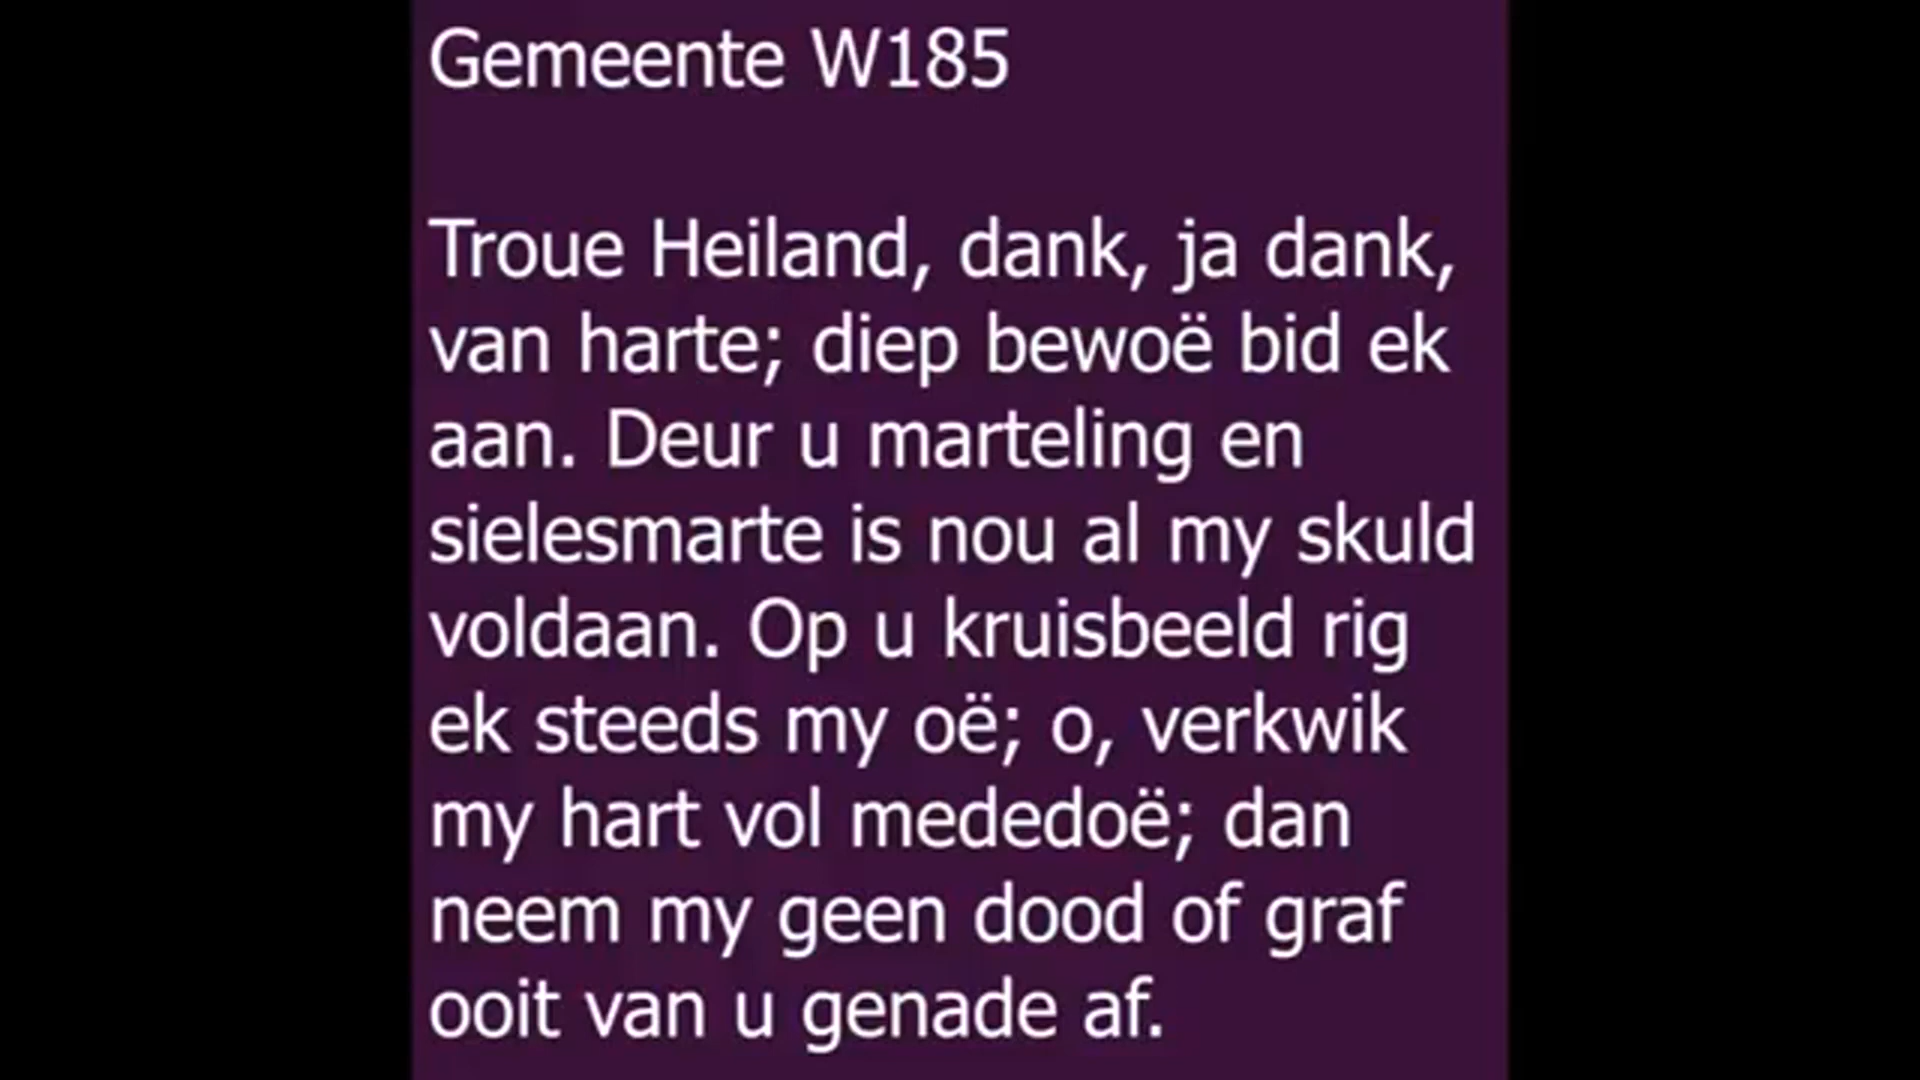 Gemeente W185
Troue Heiland, dank, ja dank,
van harte; diep bewoë bid ek
aan. Deur u marteling en
sielesmarte is nou al my skuld
voldaan. Op u kruisbeeld rig
ek steeds my oë; o, verkwik
my hart vol mededoë; dan
neem my geen dood of graf
ooit van u genade af.